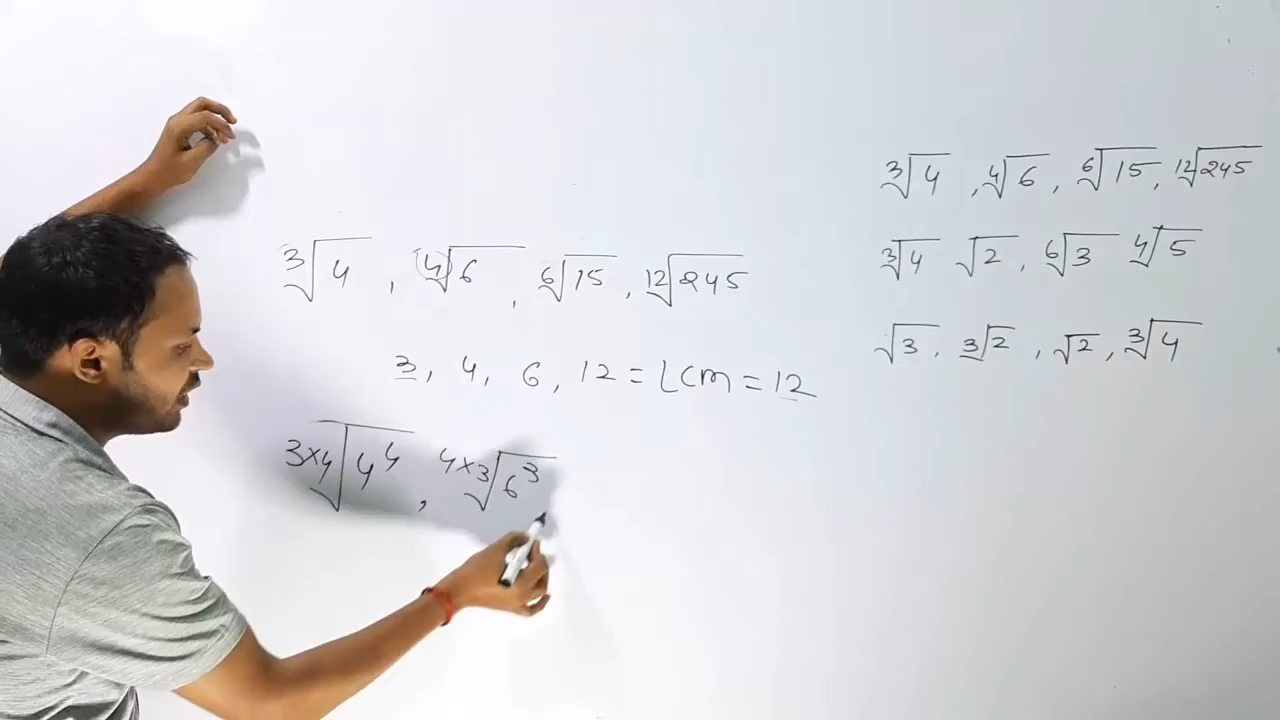 ∛4, ∜6, ⁶√15, ¹²√245
3, 4, 6, 12 = LCM = 12
³ˣ⁴√4⁴, ⁴ˣ³√6³
∛4, ∜6, ⁶√15, ¹²√245
∛4 √2, ⁶√3 ∜5
√3, ∛2, √2, ∛4